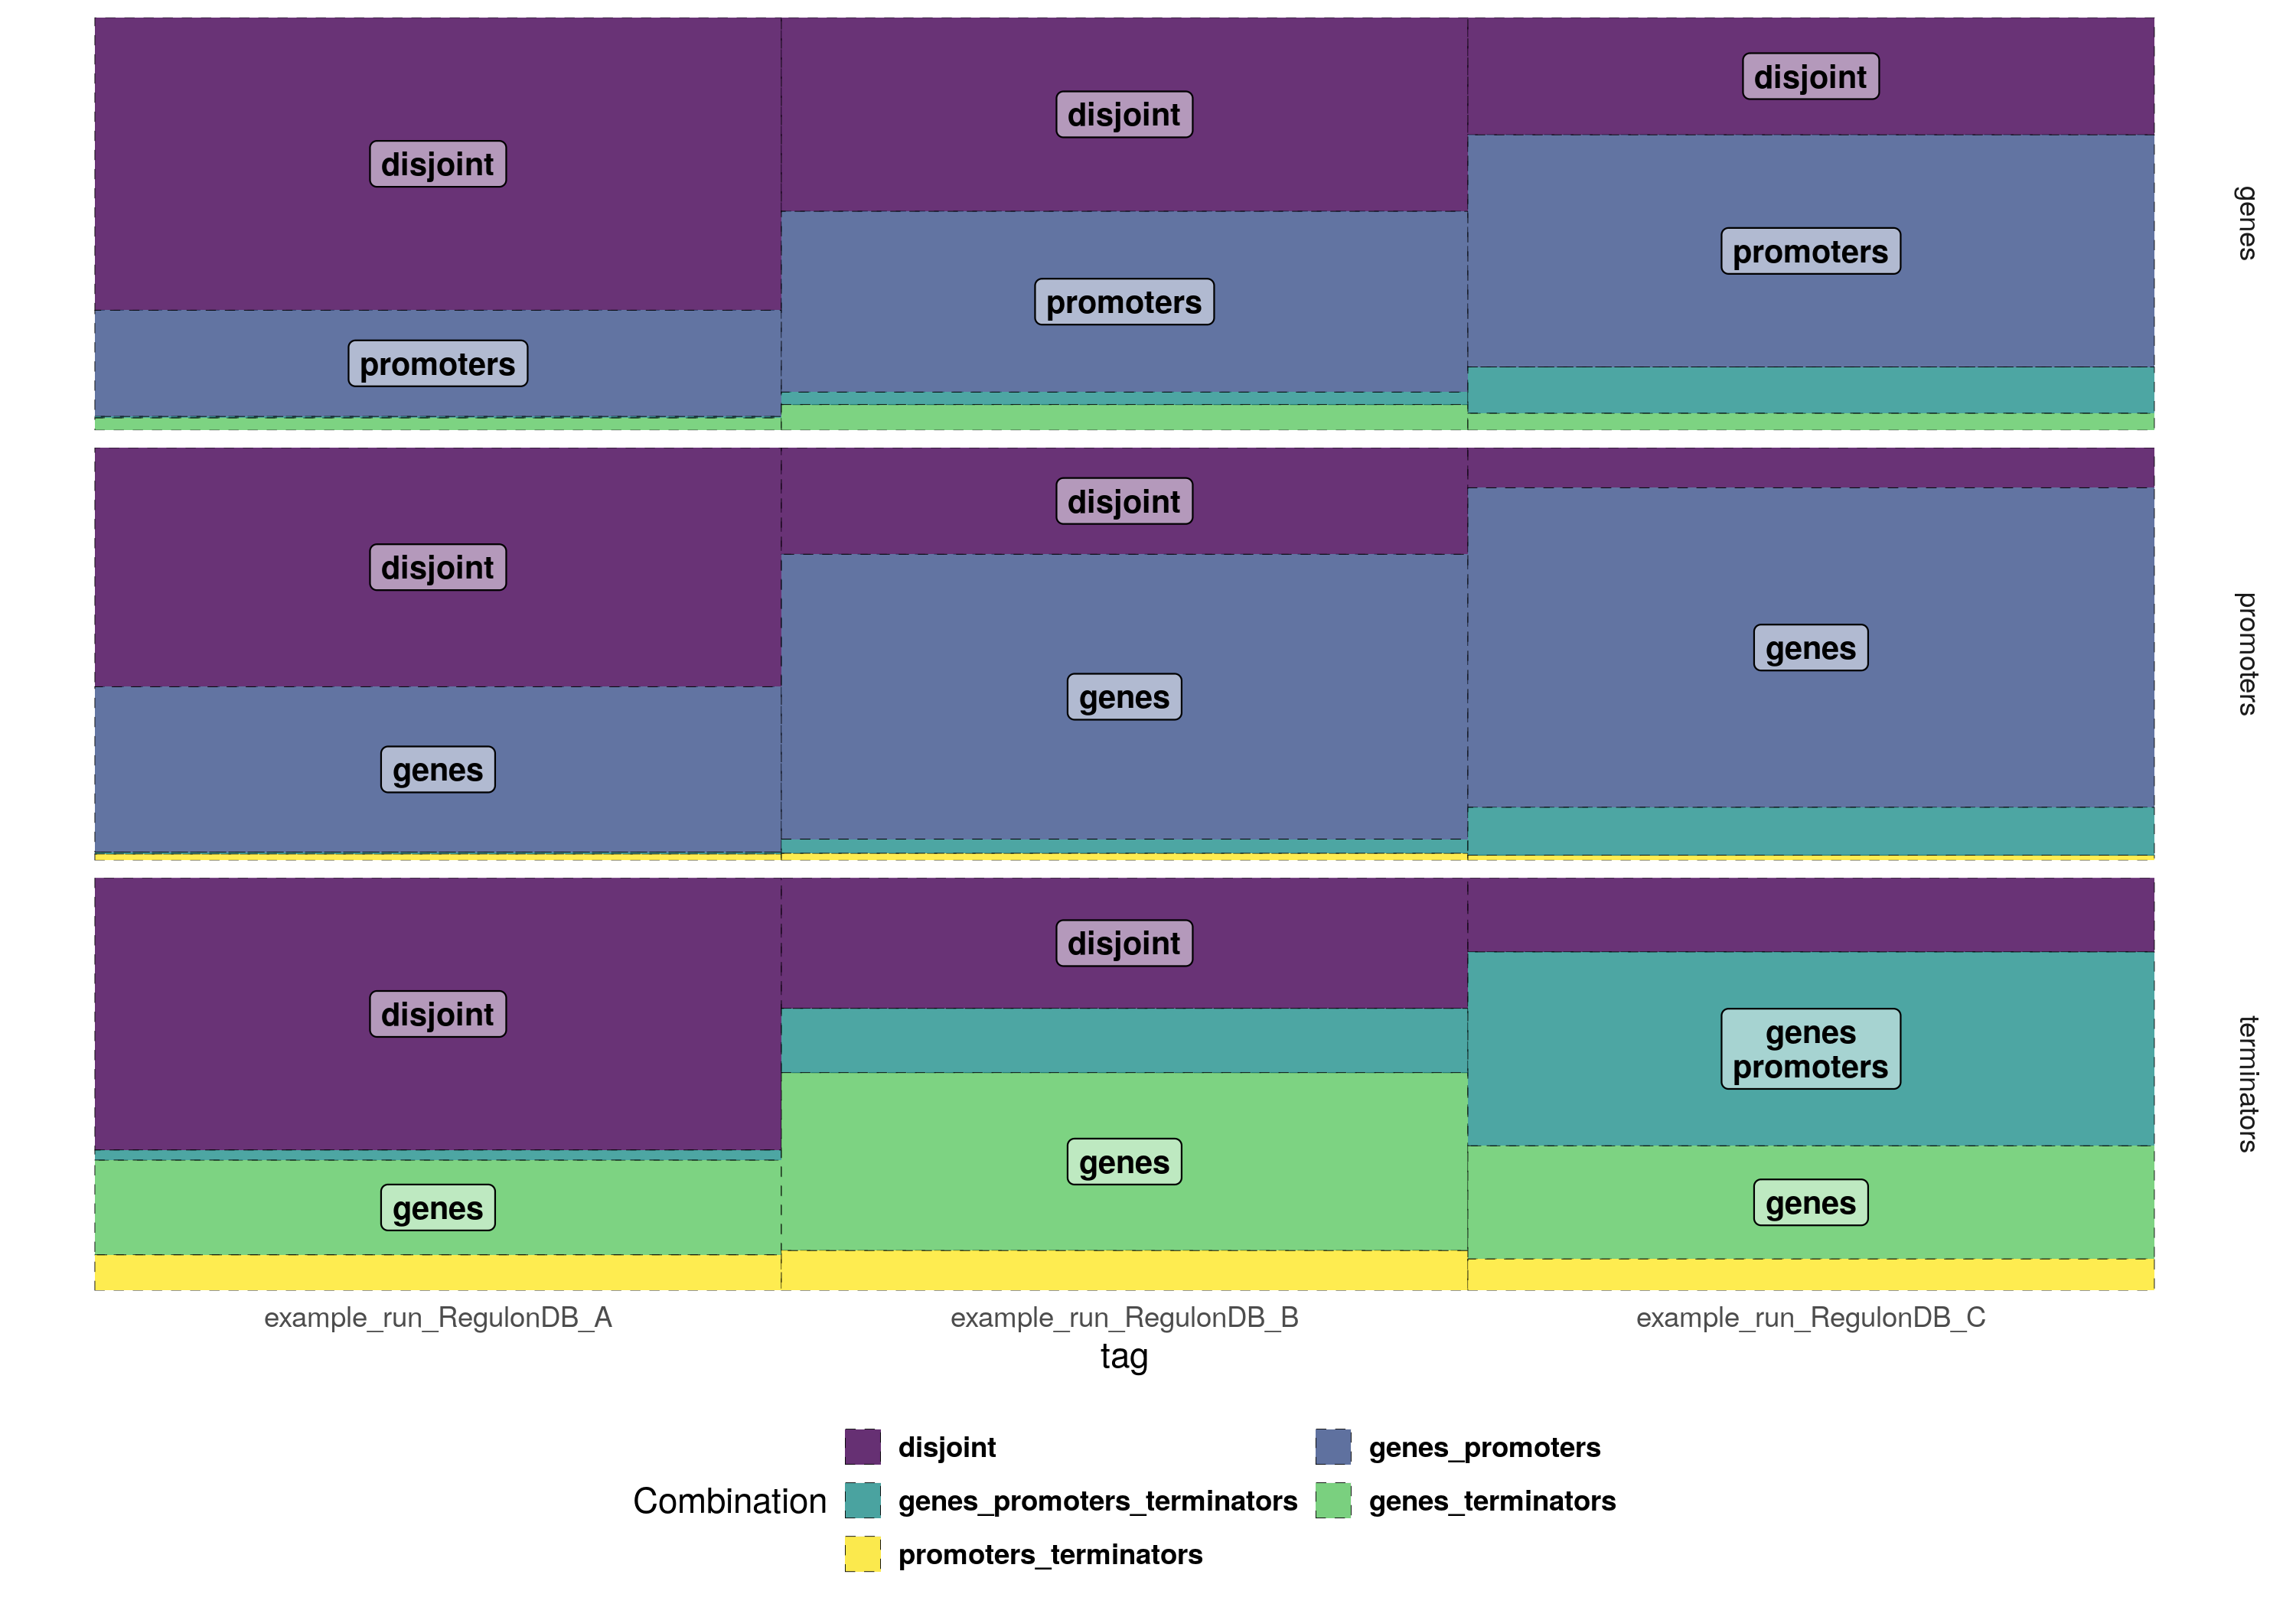 disjoint
disjoint
disjoint
promoters
promoters
promoters
genes
disjoint
disjoint
genes
genes
genes
promoters
disjoint
disjoint
genes
promoters
genes
genes
genes
terminators
example_run_RegulonDB_A
example_run_RegulonDB_B
example_run_RegulonDB_C
tag
Combination
disjoint
genes_promoters
genes_promoters_terminators
genes_terminators
promoters_terminators